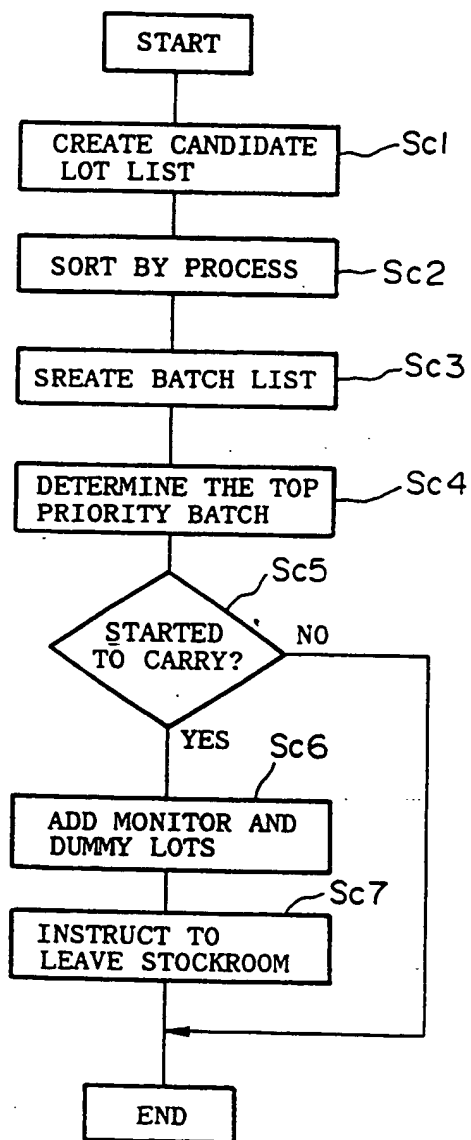 START
CREATE CANDIDATE
LOT LIST
Sc1
SORT BY PROCESS
Sc2
SREATE BATCH LIST
Sc3
DETERMINE THE TOP
PRIORITY BATCH
Sc4
Sc5
STARTED
TO CARRY?
NO
YES
Sc6
ADD MONITOR AND
DUMMY LOTS
Sc7
INSTRUCT TO
LEAVE STOCKROOM
END